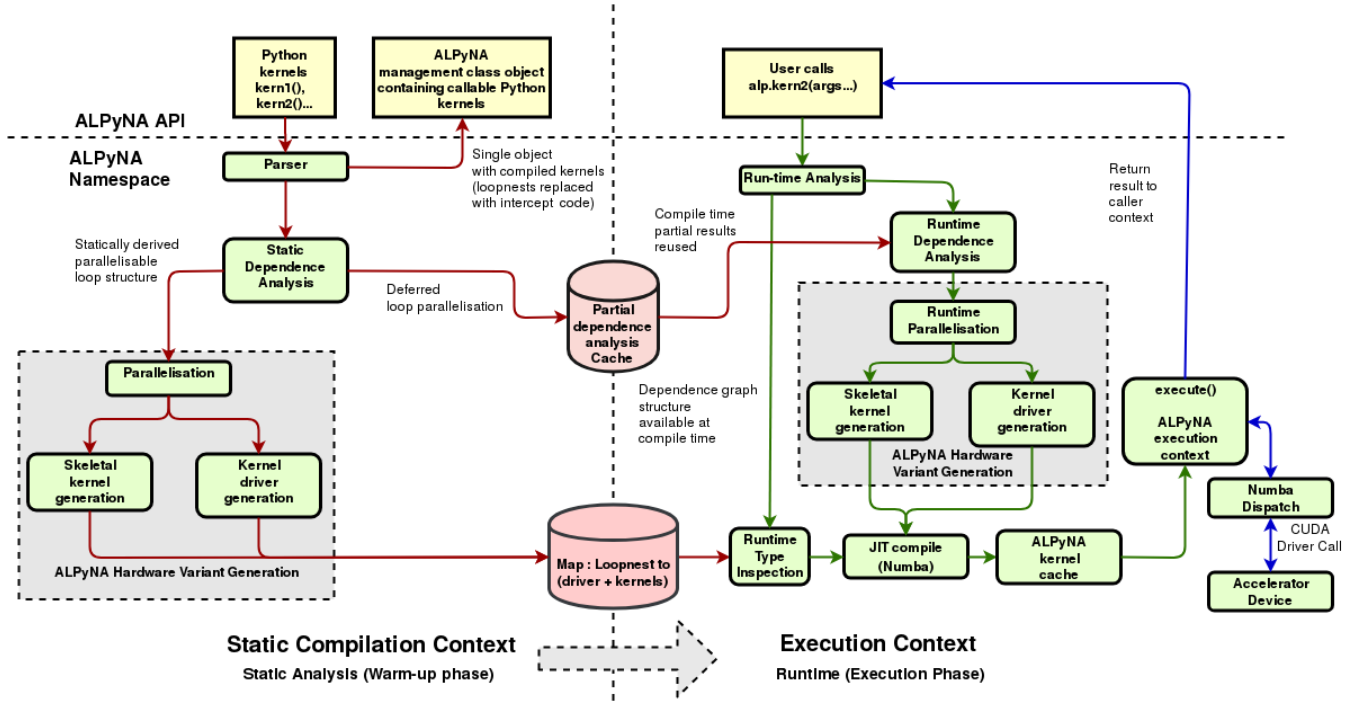 Python
kernels
kern1(),
kern2()...
ALPyNA
management class object
containing callable Python
kernels
User calls
alp.kern2(args...)
ALPyNA API
ALPyNA
Namespace
Parser
Single object
with compiled kernels
(loopnests replaced
with intercept code)
Run-time Analysis
Return
result to
caller
context
Statically derived
parallelisable
loop structure
Static
Dependence
Analysis
Compile time
partial results
reused
Runtime
Dependence
Analysis
Deferred
loop parallelisation
Partial
dependence
analysis
Cache
Runtime
Parallelisation
Parallelisation
Dependence graph
structure
available at
compile time
Skeletal
kernel
generation
Kernel
driver
generation
ALPyNA Hardware
Variant Generation
execute()
ALPyNA
execution
context
Skeletal
kernel
generation
Kernel
driver
generation
ALPyNA Hardware Variant Generation
Numba
Dispatch
CUDA
Driver Call
Accelerator
Device
Map : Loopnest to
(driver + kernels)
Runtime
Type
Inspection
JIT compile
(Numba)
ALPyNA
kernel
cache
Static Compilation Context
Static Analysis (Warm-up phase)
Execution Context
Runtime (Execution Phase)